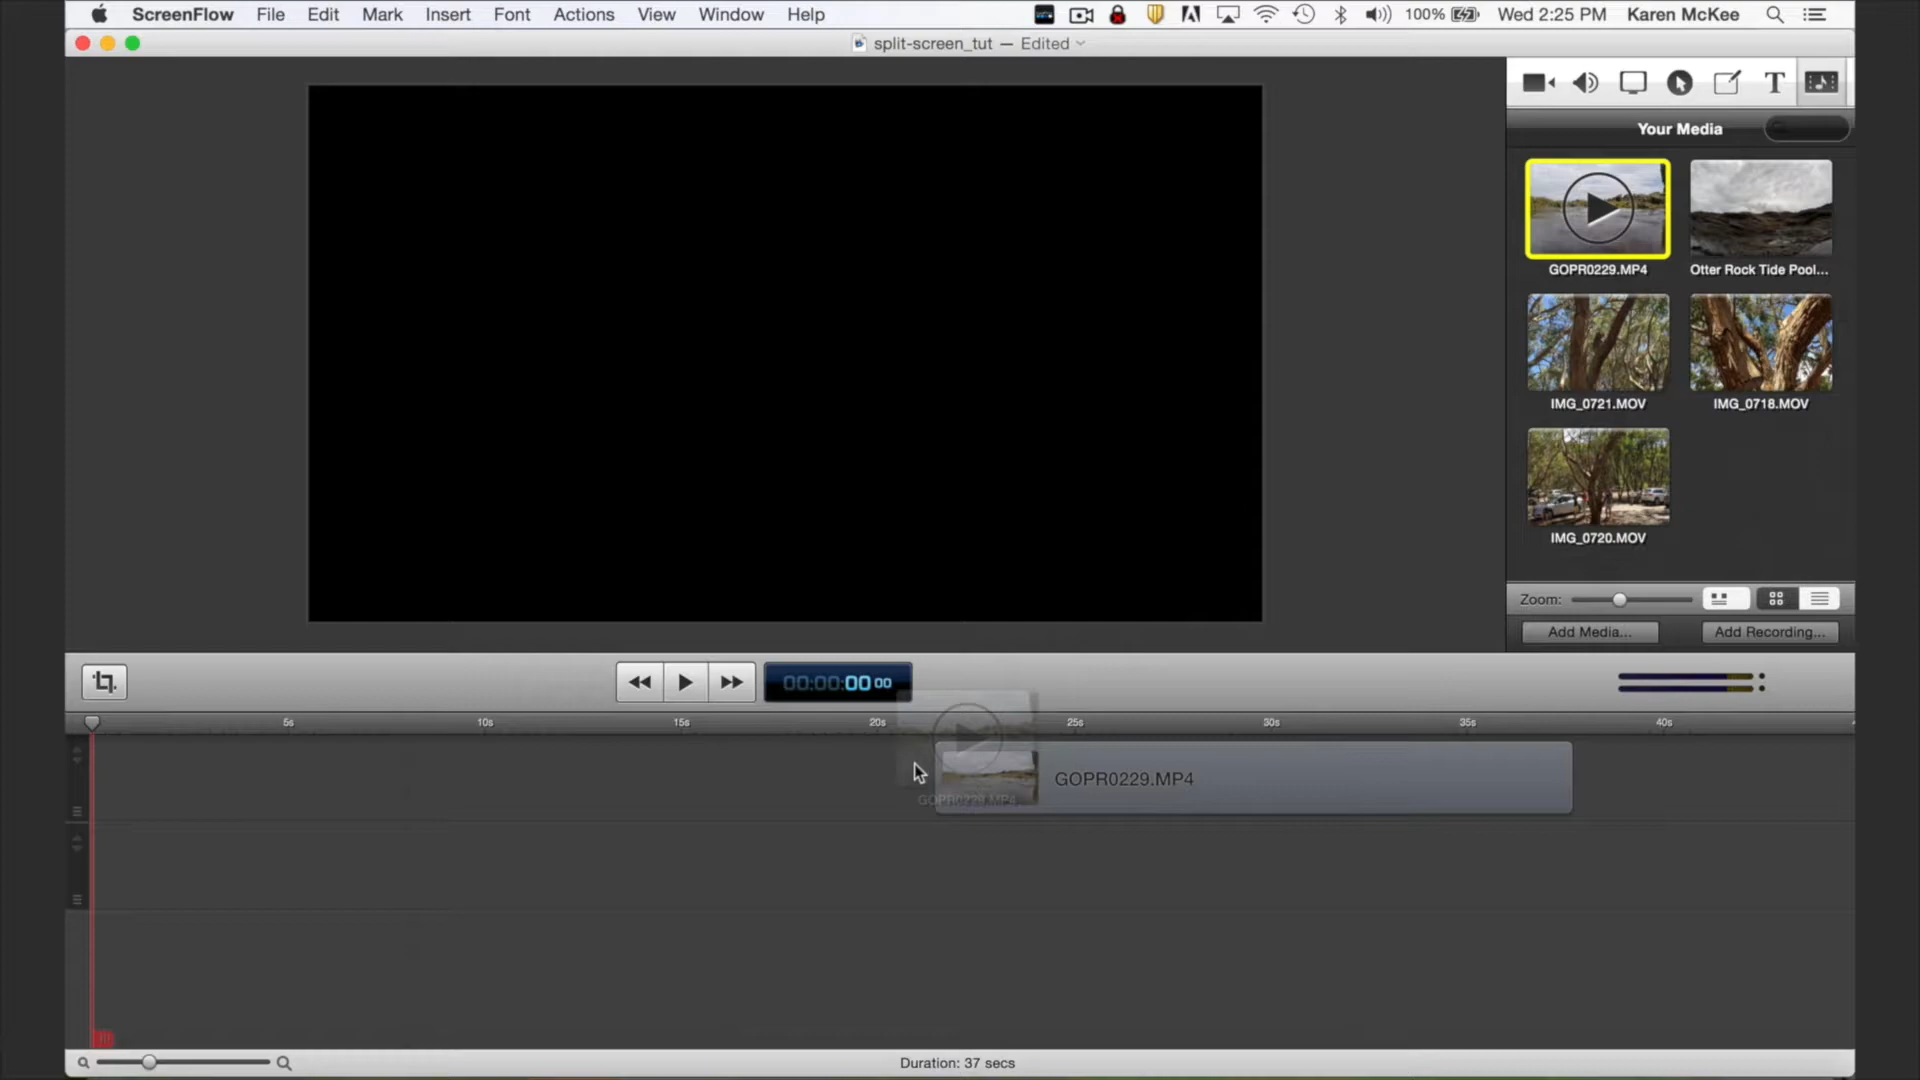 ScreenFlow File Edit Mark Insert Font Actions View Window Help 100% Wed 2:25 PM Karen McKee
split-screen_tut — Edited
T
Your Media
GOPR0229.MP4 Otter Rock Tide Pool...
IMG_0721.MOV IMG_0718.MOV
IMG_0720.MOV
Zoom:
Add Media... Add Recording...
00:00:00 00
5s 10s 15s 20s 25s 30s 35s 40s
GOPR0229.MP4
GOPR0229.MP4
Duration: 37 secs